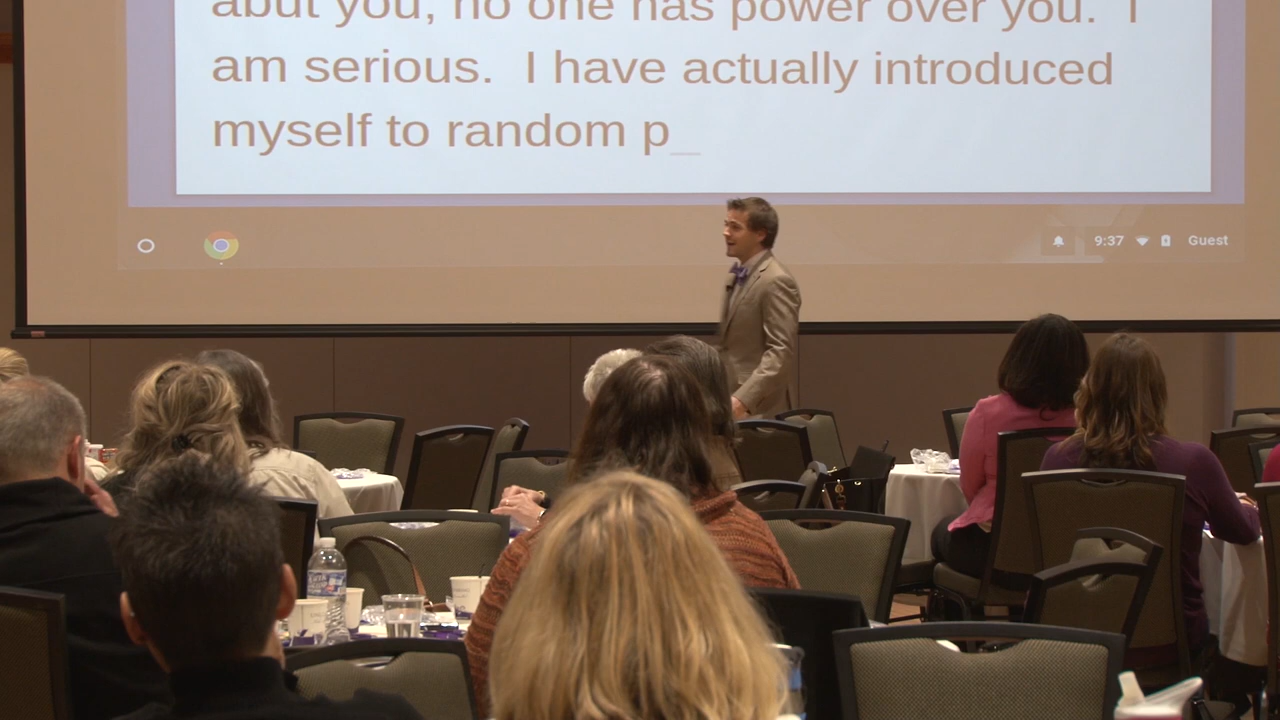 abut you, no one has power over you.  I
am serious.  I have actually introduced
myself to random p_
9:37
Guest